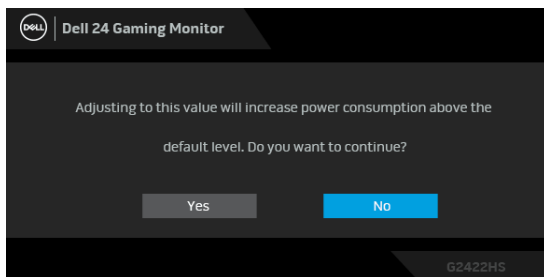 DELL
Dell 24 Gaming Monitor
Adjusting to this value will increase power consumption above the
default level. Do you want to continue?
Yes
No
G2422HS